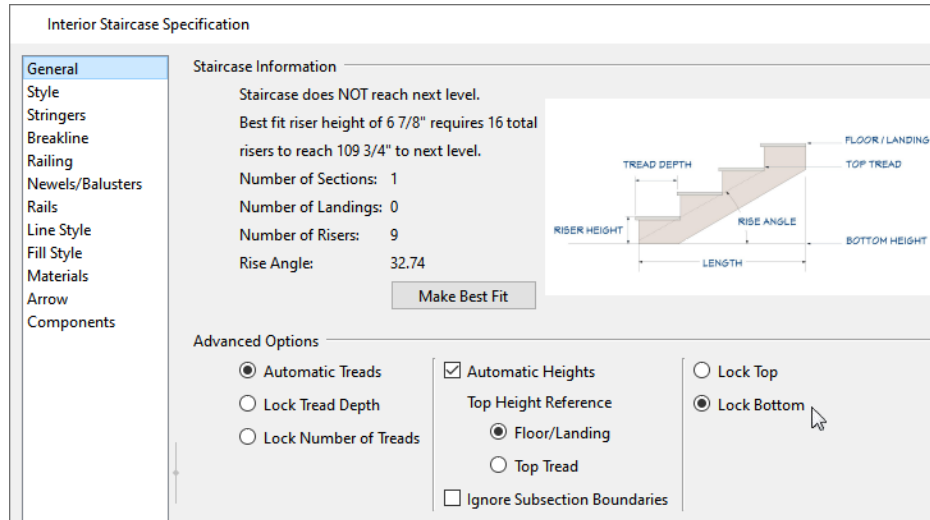 Interior Staircase Specification
General
Style
Stringers
Breakline
Railing
Newels/Balusters
Rails
Line Style
Fill Style
Materials
Arrow
Components
Staircase Information
Staircase does NOT reach next level.
Best fit riser height of 6 7/8" requires 16 total
risers to reach 109 3/4" to next level.
Number of Sections: 1
Number of Landings: 0
Number of Risers: 9
Rise Angle: 32.74
Make Best Fit
FLOOR / LANDING
TREAD DEPTH
TOP TREAD
RISER HEIGHT
RISE ANGLE
BOTTOM HEIGHT
LENGTH
Advanced Options
Automatic Treads
Lock Tread Depth
Lock Number of Treads
Automatic Heights
Top Height Reference
Floor/Landing
Top Tread
Ignore Subsection Boundaries
Lock Top
Lock Bottom